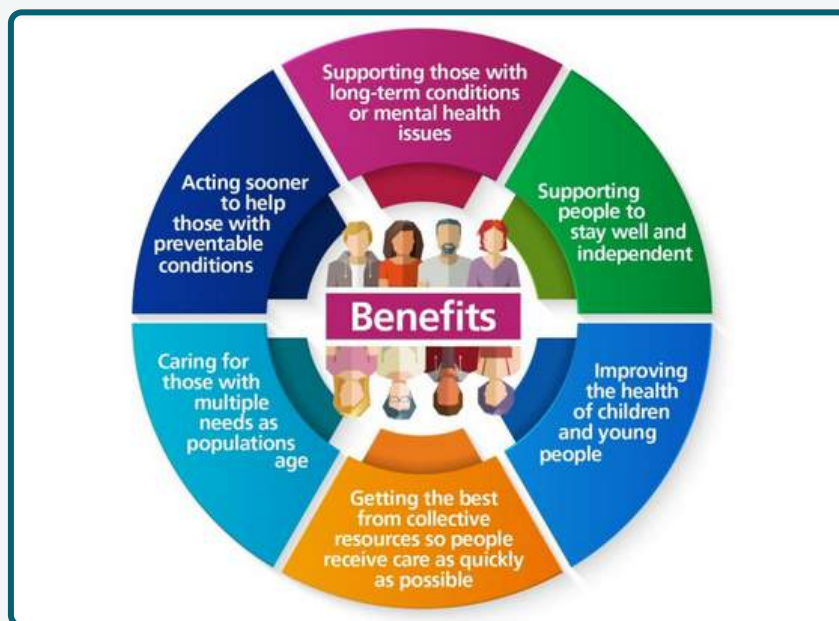 Supporting those with
long-term conditions
or mental health
issues
Supporting
people to
stay well and
independent
Improving
the health
of children
and young
people
Getting the best
from collective
resources so people
receive care as quickly
as possible
Caring for
those with
multiple
needs as
populations
age
Acting sooner
to help
those with
preventable
conditions
Benefits